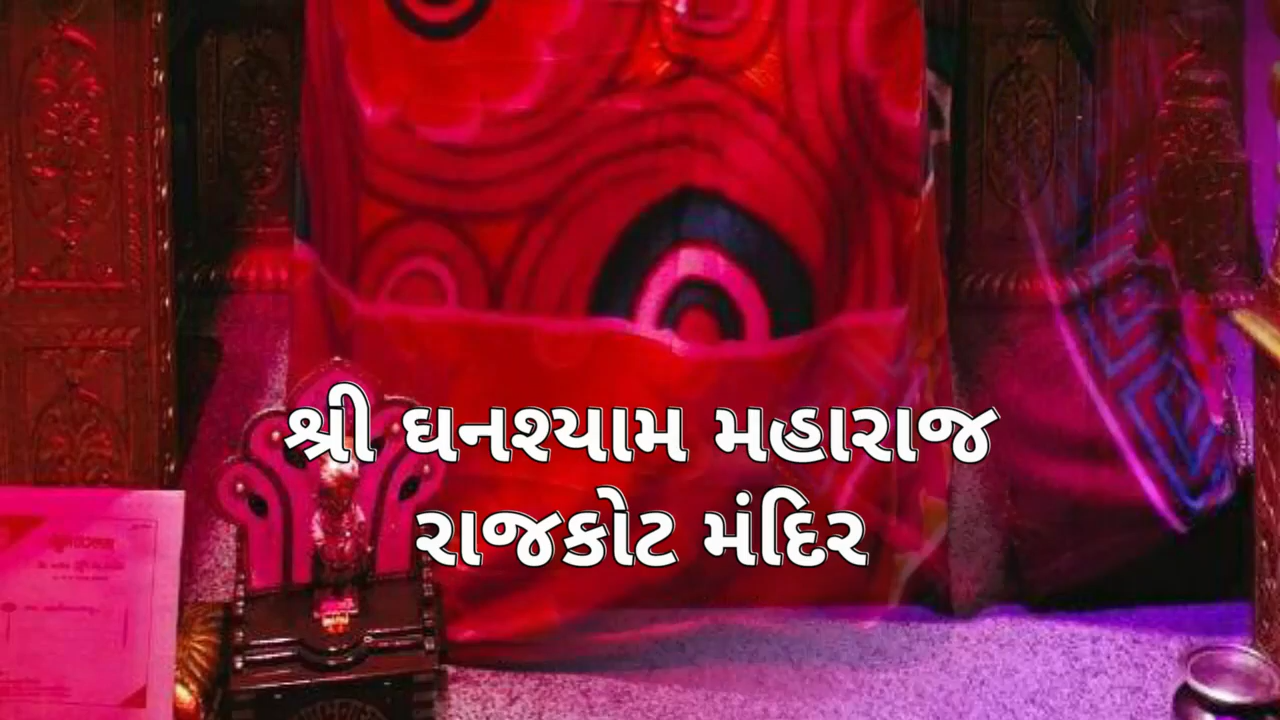 શ્રી ઘનશ્યામ મહારાજ
રાજકોટ મંદિર